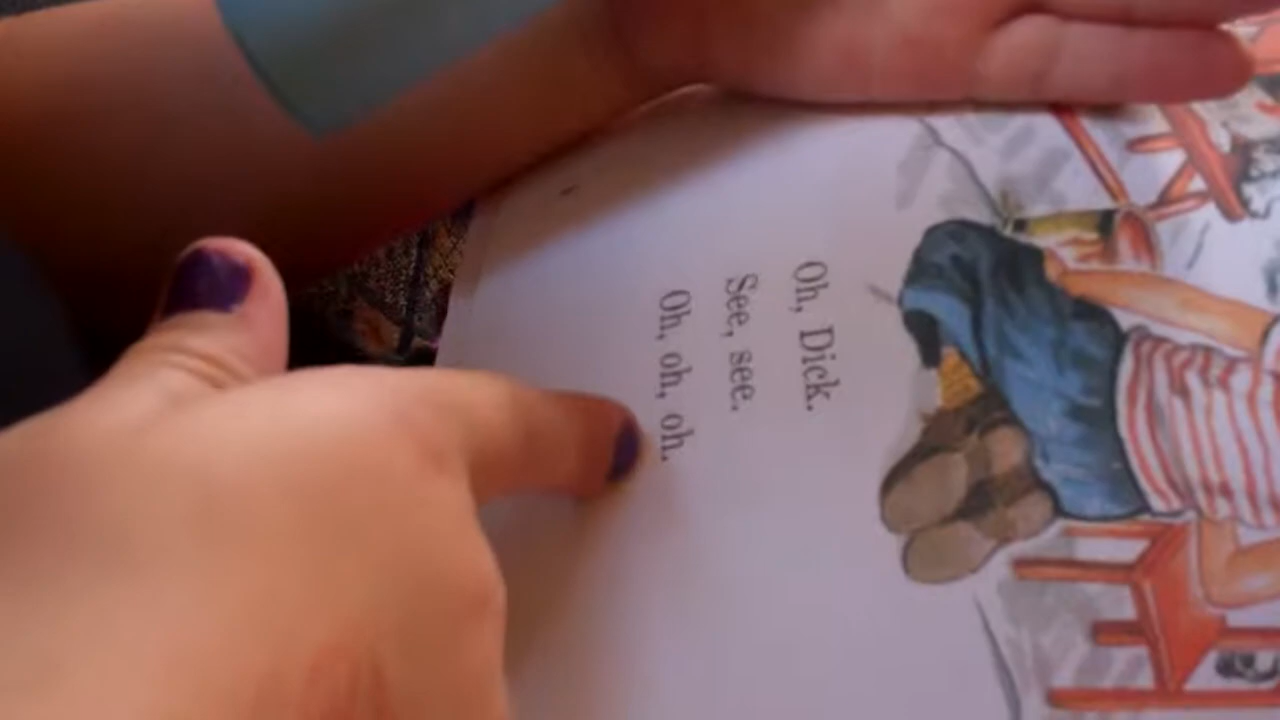 Oh, Dick.
See, see.
Oh, oh, oh.